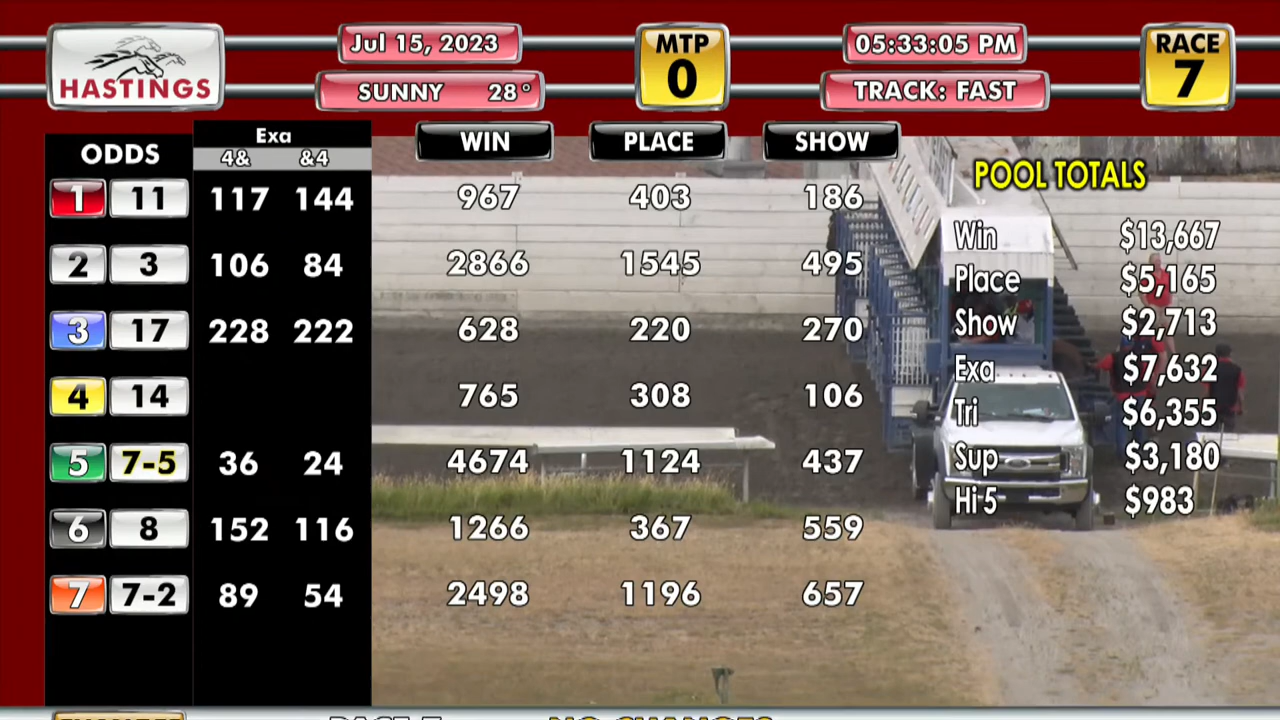 HASTINGS
Jul 15, 2023
SUNNY 28°
MTP
0
05:33:05 PM
TRACK: FAST
RACE
7
ODDS Exa WIN PLACE SHOW
4& &4
1 11 117 144 967 403 186
2 3 106 84 2866 1545 495
3 17 228 222 628 220 270
4 14 765 308 106
5 7-5 36 24 4674 1124 437
6 8 152 116 1266 367 559
7 7-2 89 54 2498 1196 657
POOL TOTALS
Win $13,667
Place $5,165
Show $2,713
Exa $7,632
Tri $6,355
Sup $3,180
Hi 5 $983
RACE 7 NO CHANGES